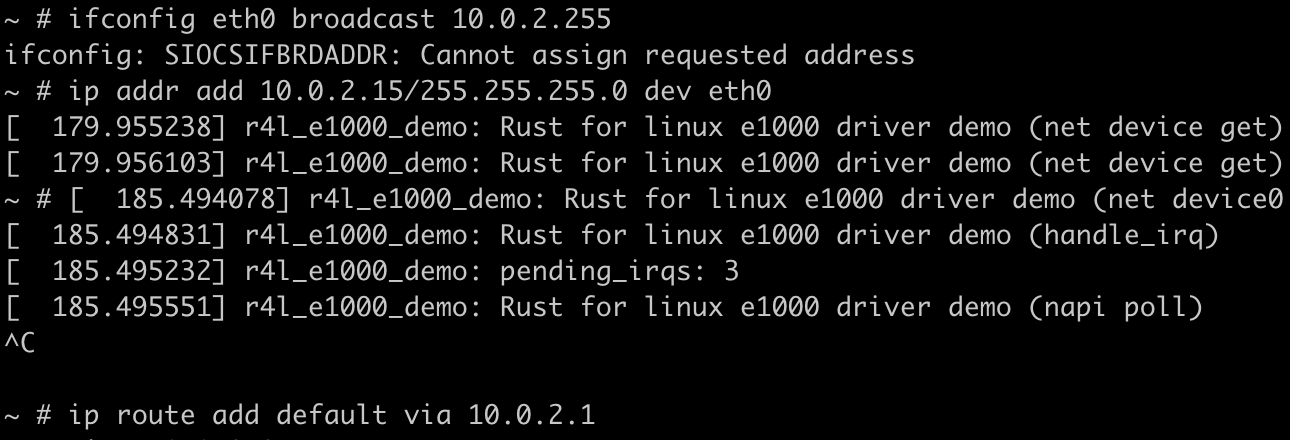 ~ # ifconfig eth0 broadcast 10.0.2.255
ifconfig: SIOCSIFBRDADDR: Cannot assign requested address
~ # ip addr add 10.0.2.15/255.255.255.0 dev eth0
[  179.955238] r4l_e1000_demo: Rust for linux e1000 driver demo (net device get)
[  179.956103] r4l_e1000_demo: Rust for linux e1000 driver demo (net device get)
~ # [  185.494078] r4l_e1000_demo: Rust for linux e1000 driver demo (net device0
[  185.494831] r4l_e1000_demo: Rust for linux e1000 driver demo (handle_irq)
[  185.495232] r4l_e1000_demo: pending_irqs: 3
[  185.495551] r4l_e1000_demo: Rust for linux e1000 driver demo (napi poll)
^C
~ # ip route add default via 10.0.2.1